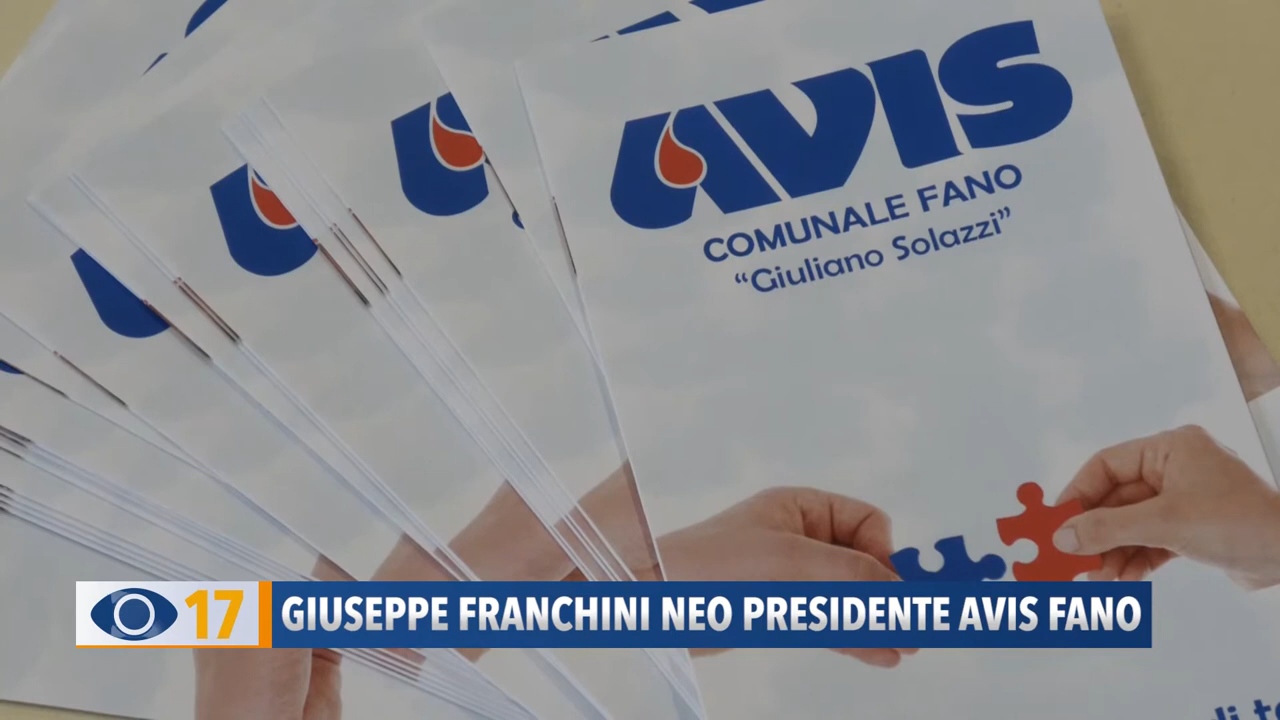 AVIS
COMUNALE FANO
“Giuliano Solazzi”
17
GIUSEPPE FRANCHINI NEO PRESIDENTE AVIS FANO